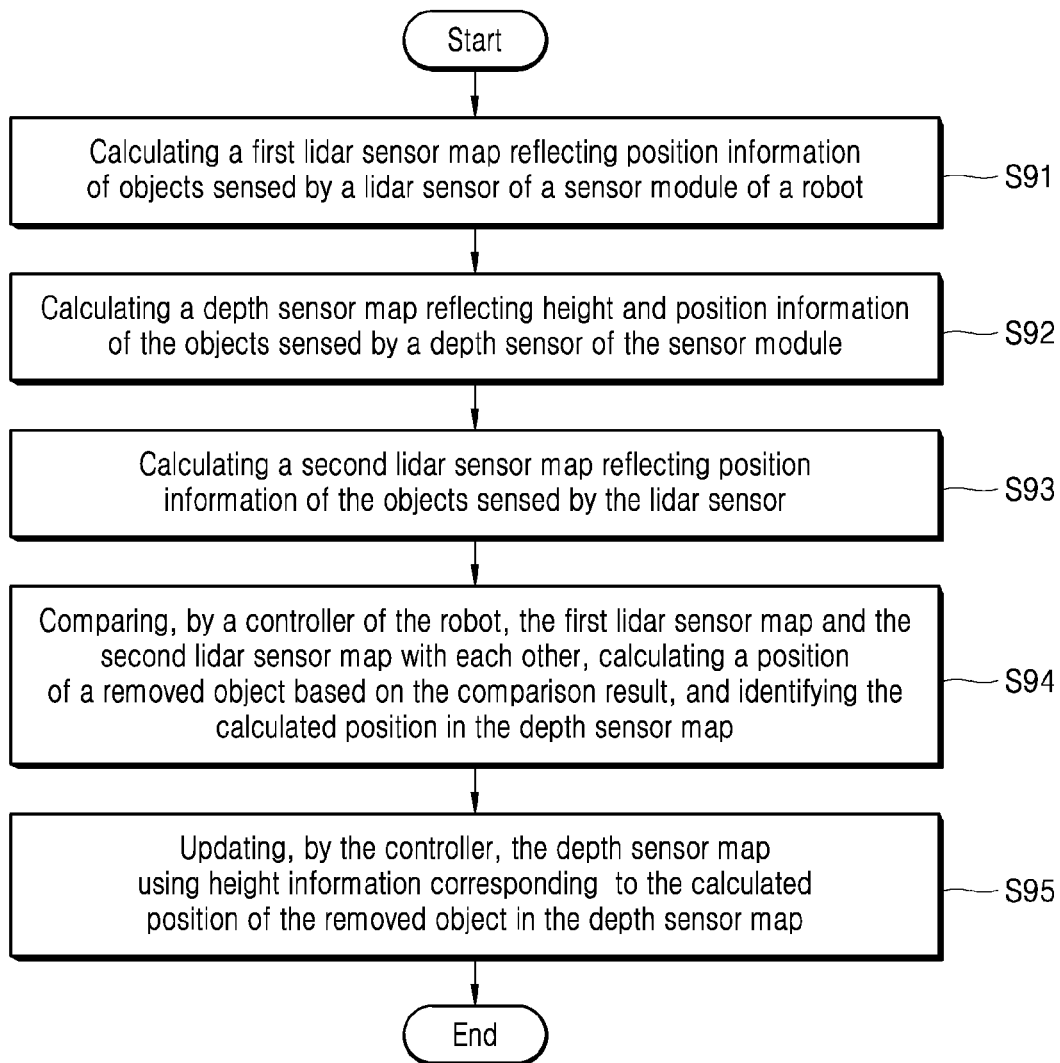 Start
Calculating a first lidar sensor map reflecting position information
of objects sensed by a lidar sensor of a sensor module of a robot
S91
Calculating a depth sensor map reflecting height and position information
of the objects sensed by a depth sensor of the sensor module
S92
Calculating a second lidar sensor map reflecting position
information of the objects sensed by the lidar sensor
S93
Comparing, by a controller of the robot, the first lidar sensor map and the
second lidar sensor map with each other, calculating a position
of a removed object based on the comparison result, and identifying the
calculated position in the depth sensor map
S94
Updating, by the controller, the depth sensor map
using height information corresponding to the calculated
position of the removed object in the depth sensor map
S95
End